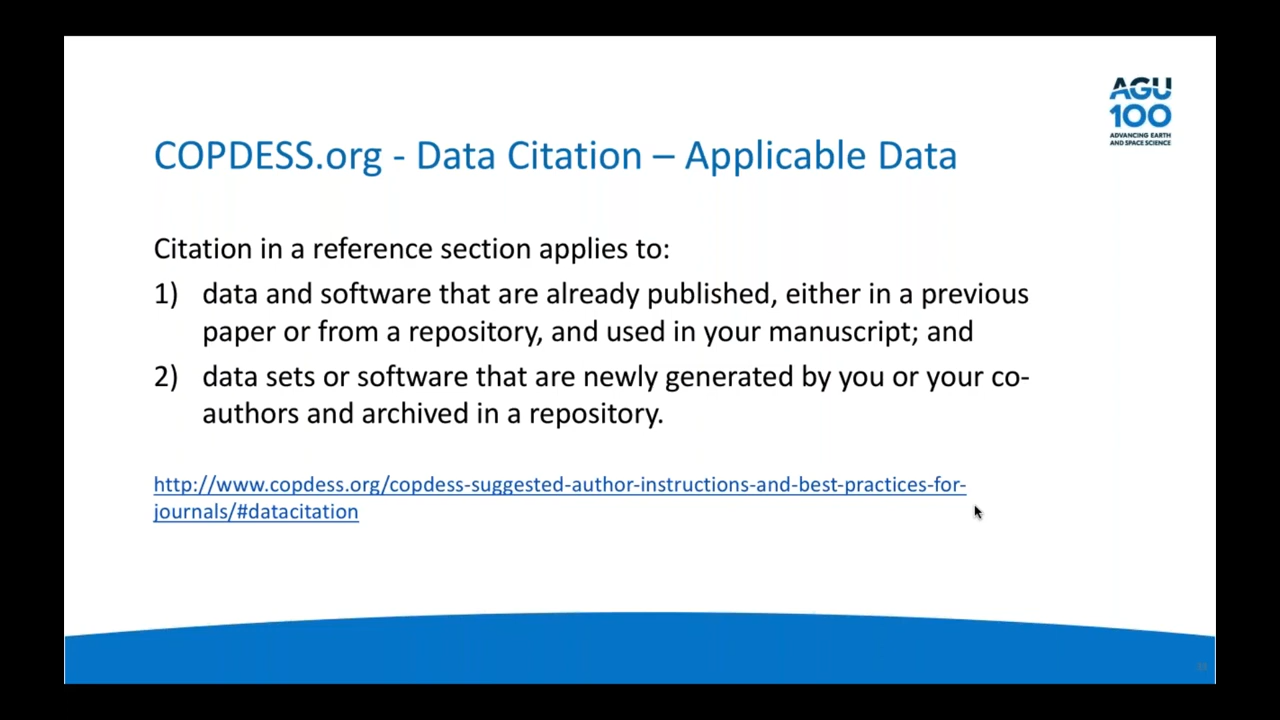 AGU
100
ADVANCING EARTH
AND SPACE SCIENCE
COPDESS.org - Data Citation – Applicable Data
Citation in a reference section applies to:
1) data and software that are already published, either in a previous
paper or from a repository, and used in your manuscript; and
2) data sets or software that are newly generated by you or your co-
authors and archived in a repository.
http://www.copdess.org/copdess-suggested-author-instructions-and-best-practices-for-
journals/#datacitation